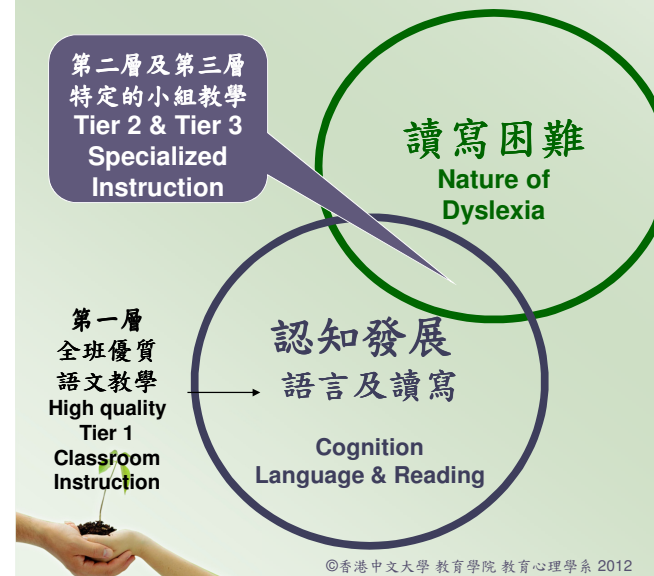 第二層及第三層
特定的小組教學
Tier 2 & Tier 3
Specialized
Instruction
讀寫困難
Nature of
Dyslexia
第一層
全班優質
語文教學
High quality
Tier 1
Classroom
Instruction
認知發展
語言及讀寫
Cognition
Language & Reading
©香港中文大學 教育學院 教育心理學系 2012